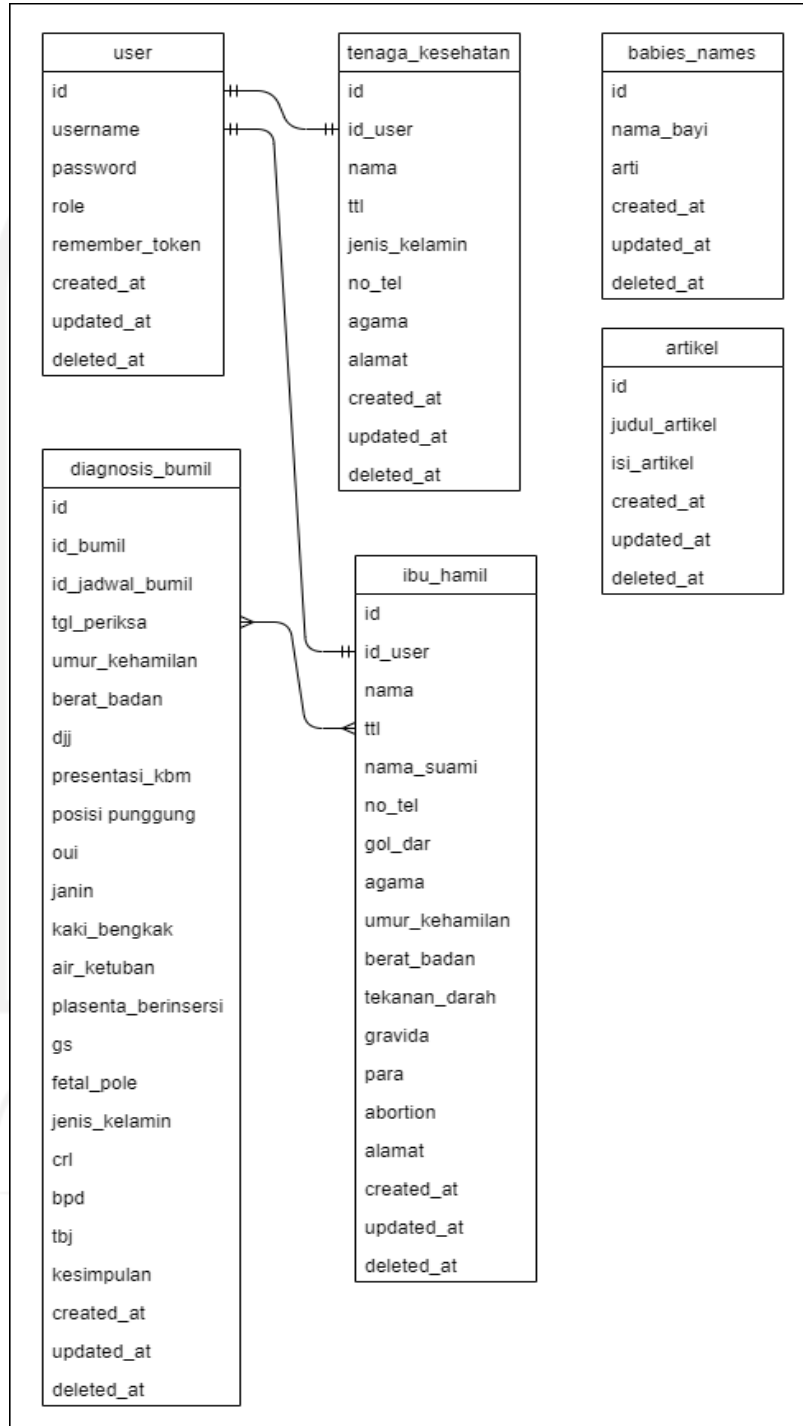 user
id
username
password
role
remember_token
created_at
updated_at
deleted_at
tenaga_kesehatan
id
id_user
nama
ttl
jenis_kelamin
no_tel
agama
alamat
created_at
updated_at
deleted_at
babies_names
id
nama_bayi
arti
created_at
updated_at
deleted_at
artikel
id
judul_artikel
isi_artikel
created_at
updated_at
deleted_at
diagnosis_bumil
id
id_bumil
id_jadwal_bumil
tgl_periksa
umur_kehamilan
berat_badan
djj
presentasi_kbm
posisi punggung
oui
janin
kaki_bengkak
air_ketuban
plasenta_berinsersi
gs
fetal_pole
jenis_kelamin
crl
bpd
tbj
kesimpulan
created_at
updated_at
deleted_at
ibu_hamil
id
id_user
nama
ttl
nama_suami
no_tel
gol_dar
agama
umur_kehamilan
berat_badan
tekanan_darah
gravida
para
abortion
alamat
created_at
updated_at
deleted_at